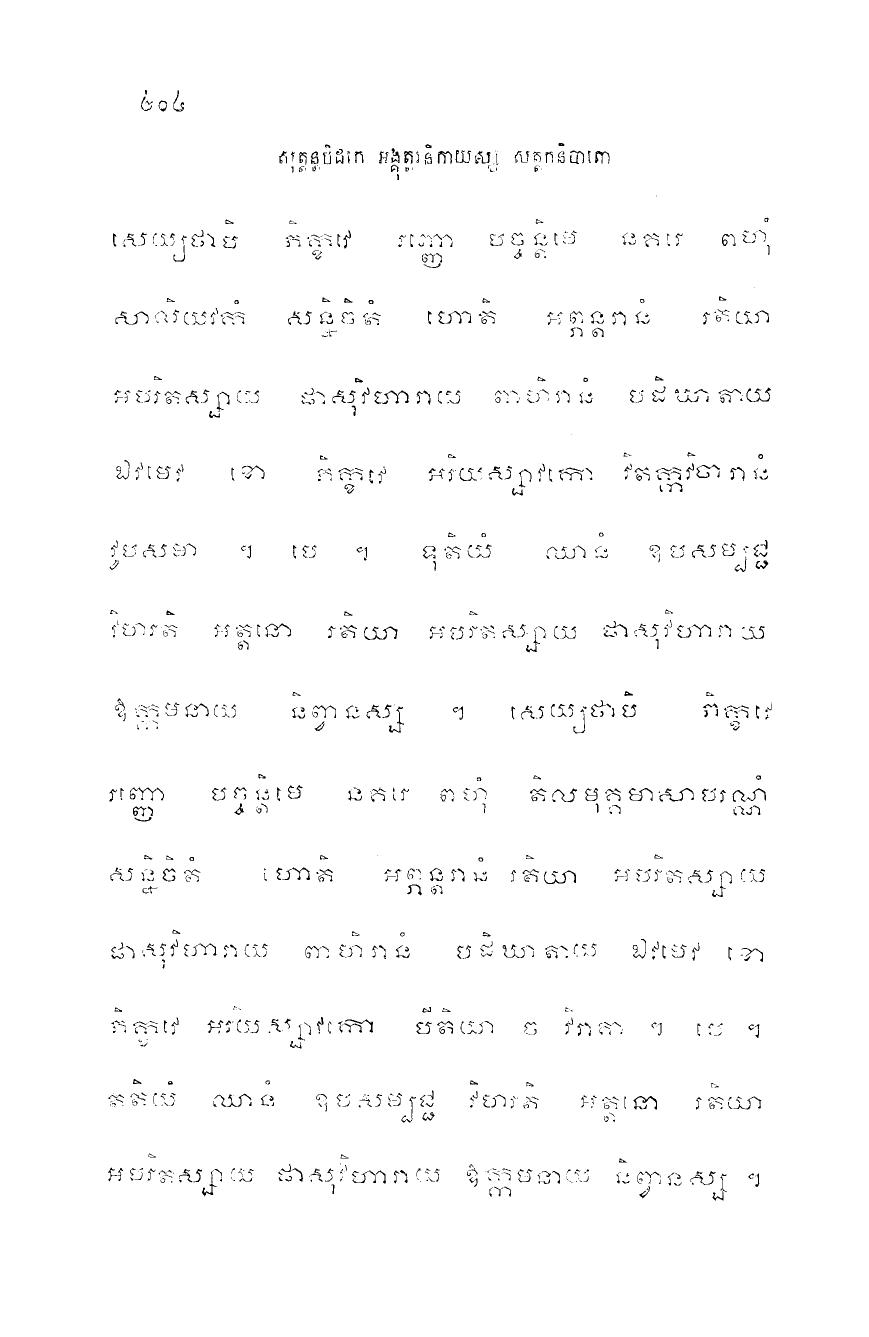 ២០៤
សុត្តន្តបិដកេ អង្គុត្តរនិកាយស្ស សត្តកនិបាតោ
សេយ្យថាបិ ភិក្ខវេ រញ្ញោ បច្ចន្តិមេ នគរេ ពហុំ
សាលិយវកំ សន្និចិតំ ហោតិ អព្ភន្តរានំ រតិយា
អបរិតស្សាយ ផាសុវិហារាយ ពាហិរានំ បដិឃាតាយ
ឯវមេវ ខោ ភិក្ខវេ អរិយស្សាវកោ វិតក្កវិចារានំ
វូបសមា ។ បេ ។ ទុតិយំ ឈានំ ឧបសម្បជ្ជ
វិហរតិ អត្តនោ រតិយា អបរិតស្សាយ ផាសុវិហារាយ
ឱក្កមនាយ និព្វានស្ស ។ សេយ្យថាបិ ភិក្ខវេ
រញ្ញោ បច្ចន្តិមេ នគរេ ពហុំ តិលមុគ្គមាសាបរណ្ណំ
សន្និចិតំ ហោតិ អព្ភន្តរានំ រតិយា អបរិតស្សាយ
ផាសុវិហារាយ ពាហិរានំ បដិឃាតាយ ឯវមេវ ខោ
ភិក្ខវេ អរិយស្សាវកោ បីតិយា ច វិរាគា ។ បេ ។
តតិយំ ឈានំ ឧបសម្បជ្ជ វិហរតិ អត្តនោ រតិយា
អបរិតស្សាយ ផាសុវិហារាយ ឱក្កមនាយ និព្វានស្ស ។